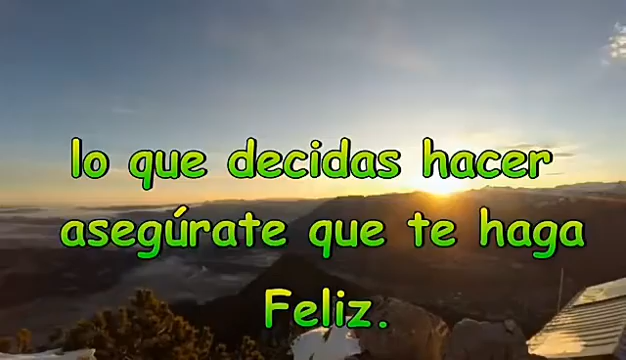 lo que decidas hacer
asegúrate que te haga
Feliz.